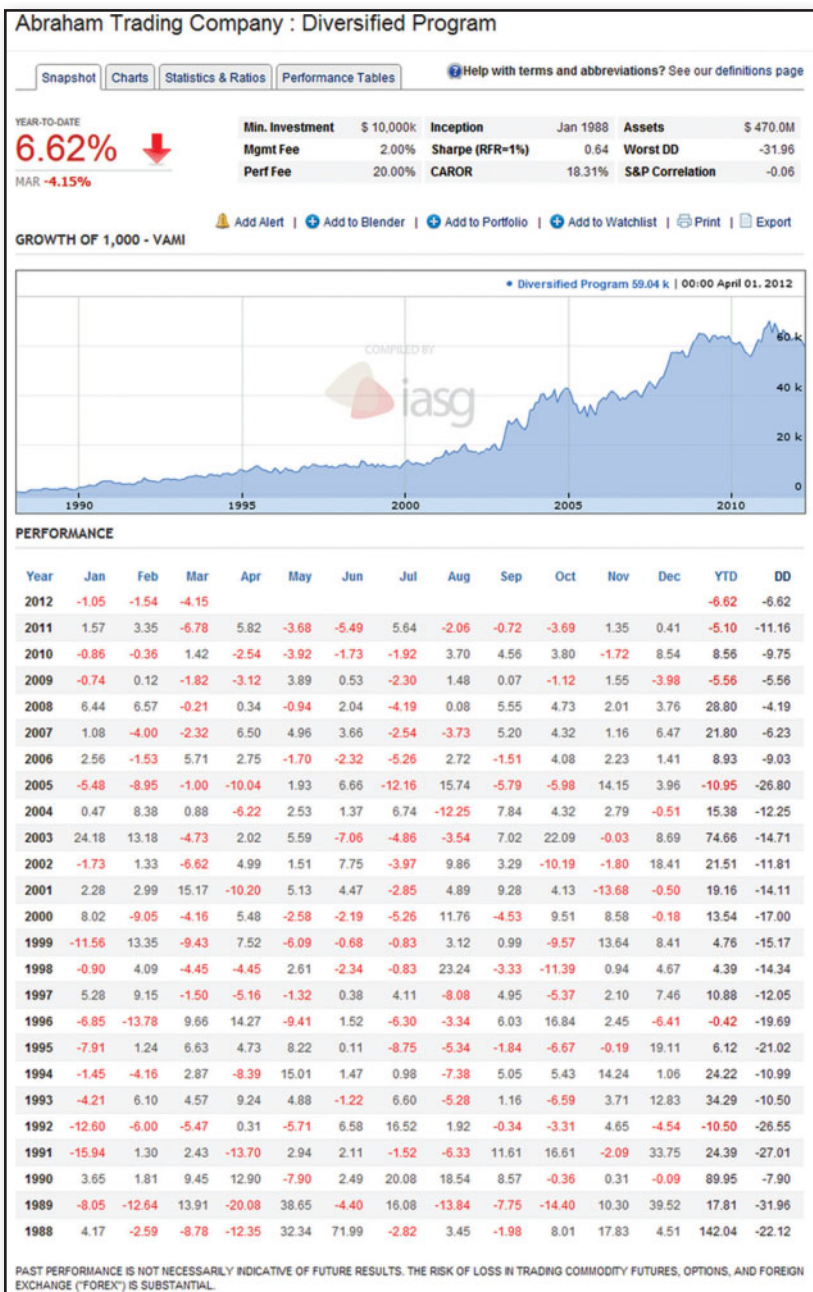 Abraham Trading Company : Diversified Program
Snapshot Charts Statistics & Ratios Performance Tables Help with terms and abbreviations? See our definitions page
YEAR-TO-DATE
6.62%
MAR -4.15%
Min. Investment $ 10,000k Inception Jan 1988 Assets $ 470.0M
Mgmt Fee 2.00% Sharpe (RFR=1%) 0.64 Worst DD -31.96
Perf Fee 20.00% CAROR 18.31% S&P Correlation -0.06
Add Alert | Add to Blender | Add to Portfolio | Add to Watchlist | Print | Export
GROWTH OF 1,000 - VAMI
Diversified Program 59.04 k | 00:00 April 01, 2012
COMPILED BY
iasg
60 k
40 k
20 k
0
1990 1995 2000 2005 2010
PERFORMANCE
Year Jan Feb Mar Apr May Jun Jul Aug Sep Oct Nov Dec YTD DD
2012 -1.05 -1.54 -4.15 -6.62 -6.62
2011 1.57 3.35 -6.78 5.82 -3.68 -5.49 5.64 -2.06 -0.72 -3.69 1.35 0.41 -5.10 -11.16
2010 -0.86 -0.36 1.42 -2.54 -3.92 -1.73 -1.92 3.70 4.56 3.80 -1.72 8.54 8.56 -9.75
2009 -0.74 0.12 -1.82 -3.12 3.89 0.53 -2.30 1.48 0.07 -1.12 1.55 -3.98 -5.56 -5.56
2008 6.44 6.57 -0.21 0.34 -0.94 2.04 -4.19 0.08 5.55 4.73 2.01 3.76 28.80 -4.19
2007 1.08 -4.00 -2.32 6.50 4.96 3.66 -2.54 -3.73 5.20 4.32 1.16 6.47 21.80 -6.23
2006 2.56 -1.53 5.71 2.75 -1.70 -2.32 -5.26 2.72 -1.51 4.08 2.23 1.41 8.93 -9.03
2005 -5.48 -8.95 -1.00 -10.04 1.93 6.66 -12.16 15.74 -5.79 -5.98 14.15 3.96 -10.95 -26.80
2004 0.47 8.38 0.88 -6.22 2.53 1.37 6.74 -12.25 7.84 4.32 2.79 -0.51 15.38 -12.25
2003 24.18 13.18 -4.73 2.02 5.59 -7.06 -4.86 -3.54 7.02 22.09 -0.03 8.69 74.66 -14.71
2002 -1.73 1.33 -6.62 4.99 1.51 7.75 -3.97 9.86 3.29 -10.19 -1.80 18.41 21.51 -11.81
2001 2.28 2.99 15.17 -10.20 5.13 4.47 -2.85 4.89 9.28 4.13 -13.68 -0.50 19.16 -14.11
2000 8.02 -9.05 -4.16 5.48 -2.58 -2.19 -5.26 11.76 -4.53 9.51 8.58 -0.18 13.54 -17.00
1999 -11.56 13.35 -9.43 7.52 -6.09 -0.68 -0.83 3.12 0.99 -9.57 13.64 8.41 4.76 -15.17
1998 -0.90 4.09 -4.45 -4.45 2.61 -2.34 -0.83 23.24 -3.33 -11.39 0.94 4.67 4.39 -14.34
1997 5.28 9.15 -1.50 -5.16 -1.32 0.38 4.11 -8.08 4.95 -5.37 2.10 7.46 10.88 -12.05
1996 -6.85 -13.78 9.66 14.27 -9.41 1.52 -6.30 -3.34 6.03 16.84 2.45 -6.41 -0.42 -19.69
1995 -7.91 1.24 6.63 4.73 8.22 0.11 -8.75 -5.34 -1.84 -6.67 -0.19 19.11 6.12 -21.02
1994 -1.45 -4.16 2.87 -8.39 15.01 1.47 0.98 -7.38 5.05 5.43 14.24 1.06 24.22 -10.99
1993 -4.21 6.10 4.57 9.24 4.88 -1.22 6.60 -5.28 1.16 -6.59 3.71 12.83 34.29 -10.50
1992 -12.60 -6.00 -5.47 0.31 -5.71 6.58 16.52 1.92 -0.34 -3.31 4.65 -4.54 -10.50 -26.55
1991 -15.94 1.30 2.43 -13.70 2.94 2.11 -1.52 -6.33 11.61 16.61 -2.09 33.75 24.39 -27.01
1990 3.65 1.81 9.45 12.90 -7.90 2.49 20.08 18.54 8.57 -0.36 0.31 -0.09 89.95 -7.90
1989 -8.05 -12.64 13.91 -20.08 38.65 -4.40 16.08 -13.84 -7.75 -14.40 10.30 39.52 17.81 -31.96
1988 4.17 -2.59 -8.78 -12.35 32.34 71.99 -2.82 3.45 -1.98 8.01 17.83 4.51 142.04 -22.12
PAST PERFORMANCE IS NOT NECESSARILY INDICATIVE OF FUTURE RESULTS. THE RISK OF LOSS IN TRADING COMMODITY FUTURES, OPTIONS, AND FOREIGN
EXCHANGE ("FOREX") IS SUBSTANTIAL.